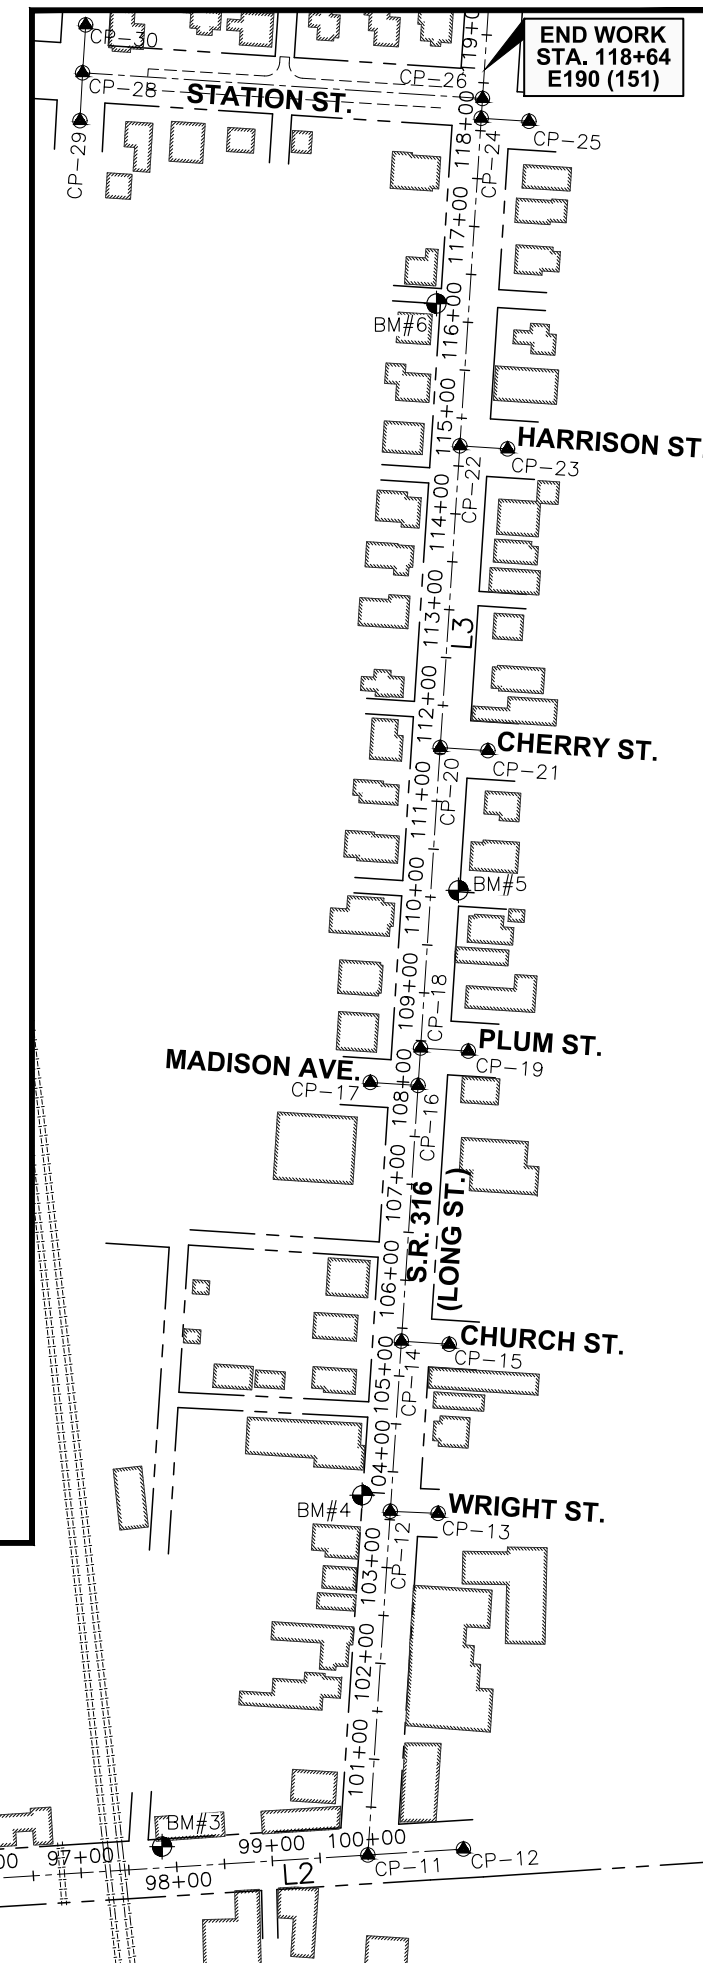 END WORK
STA. 118+64
E190 (151)
CP-30
CP-28
CP-29
STATION ST.
CP-26
CP-24
CP-25
119+0
118+00
117+00
BM#6
116+00
115+00
HARRISON ST.
CP-22
CP-23
114+00
113+00
L3
112+00
CHERRY ST.
CP-20
CP-21
111+00
BM#5
110+00
109+00
CP-18
PLUM ST.
CP-19
MADISON AVE.
CP-17
108+00
CP-16
107+00
S.R. 316
(LONG ST.)
106+00
CHURCH ST.
CP-15
CP-14
105+00
104+00
BM#4
WRIGHT ST.
CP-12
CP-13
103+00
102+00
101+00
BM#3
00
97+00
98+00
99+00
100+00
L2
CP-11
CP-12